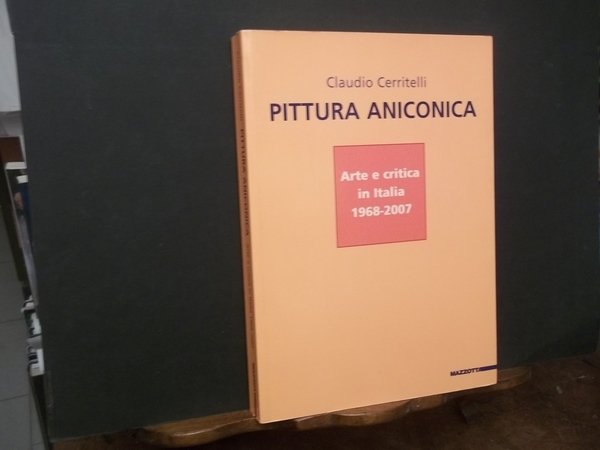 Claudio Cerritelli
PITTURA ANICONICA
Arte e critica
in Italia
1968-2007
MAZZOTTA